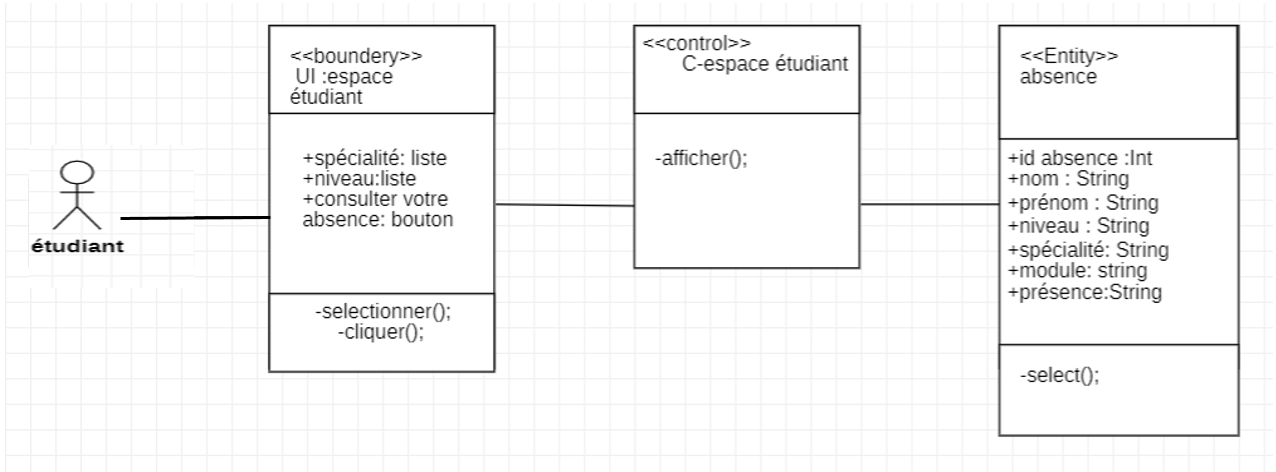 étudiant
<<boundery>>
UI :espace
étudiant
+spécialité: liste
+niveau:liste
+consulter votre
absence: bouton
-selectionner();
-cliquer();
<<control>>
C-espace étudiant
-afficher();
<<Entity>>
absence
+id absence :Int
+nom : String
+prénom : String
+niveau : String
+spécialité: String
+module: string
+présence:String
-select();